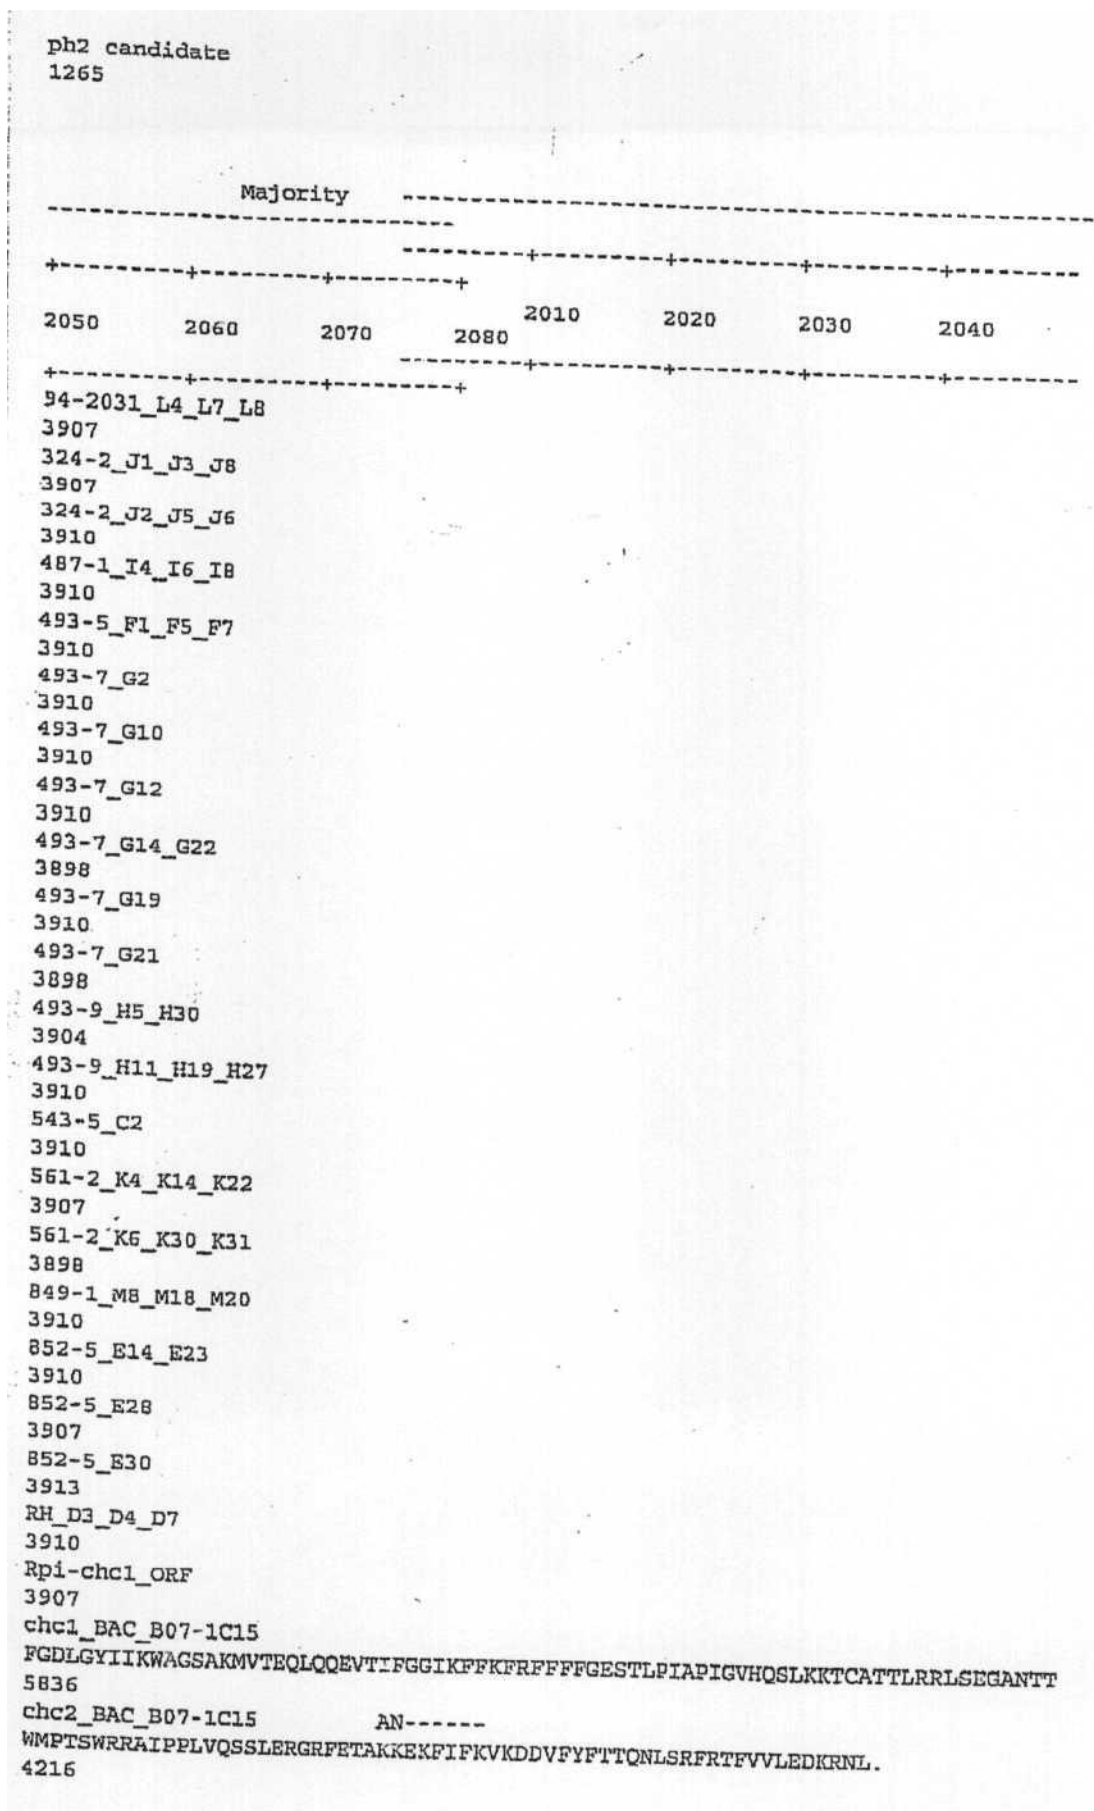 ph2 candidate
1265
Majority ---------------------------------------------------
------------------------------
---------+---------+---------+---------+----------
+---------+---------+---------+
2010 2020 2030 2040
2050 2060 2070 2080
---------+---------+---------+---------+----------
+---------+---------+---------+
94-2031_L4_L7_L8
3907
324-2_J1_J3_J8
3907
324-2_J2_J5_J6
3910
487-1_I4_I6_I8
3910
493-5_F1_F5_F7
3910
493-7_G2
3910
493-7_G10
3910
493-7_G12
3910
493-7_G14_G22
3898
493-7_G19
3910
493-7_G21
3898
493-9_H5_H30
3904
493-9_H11_H19_H27
3910
543-5_C2
3910
561-2_K4_K14_K22
3907
561-2_K6_K30_K31
3898
849-1_M8_M18_M20
3910
852-5_E14_E23
3910
852-5_E28
3907
852-5_E30
3913
RH_D3_D4_D7
3910
Rpi-chc1_ORF
3907
chc1_BAC_B07-1C15
FGDLGYIIKWAGSAKMVTEQLQQEVTIFGGIKFFKFRFFFFGESTLPIAPIGVHQSLKKTCATTLRRLSEGANTT
5836
chc2_BAC_B07-1C15 AN------
WMPTSWRRAIPPLVQSSLERGRFETAKKEKFIFKVKDDVFYFTTQNLSRFRTFVVLEDKRNL.
4216